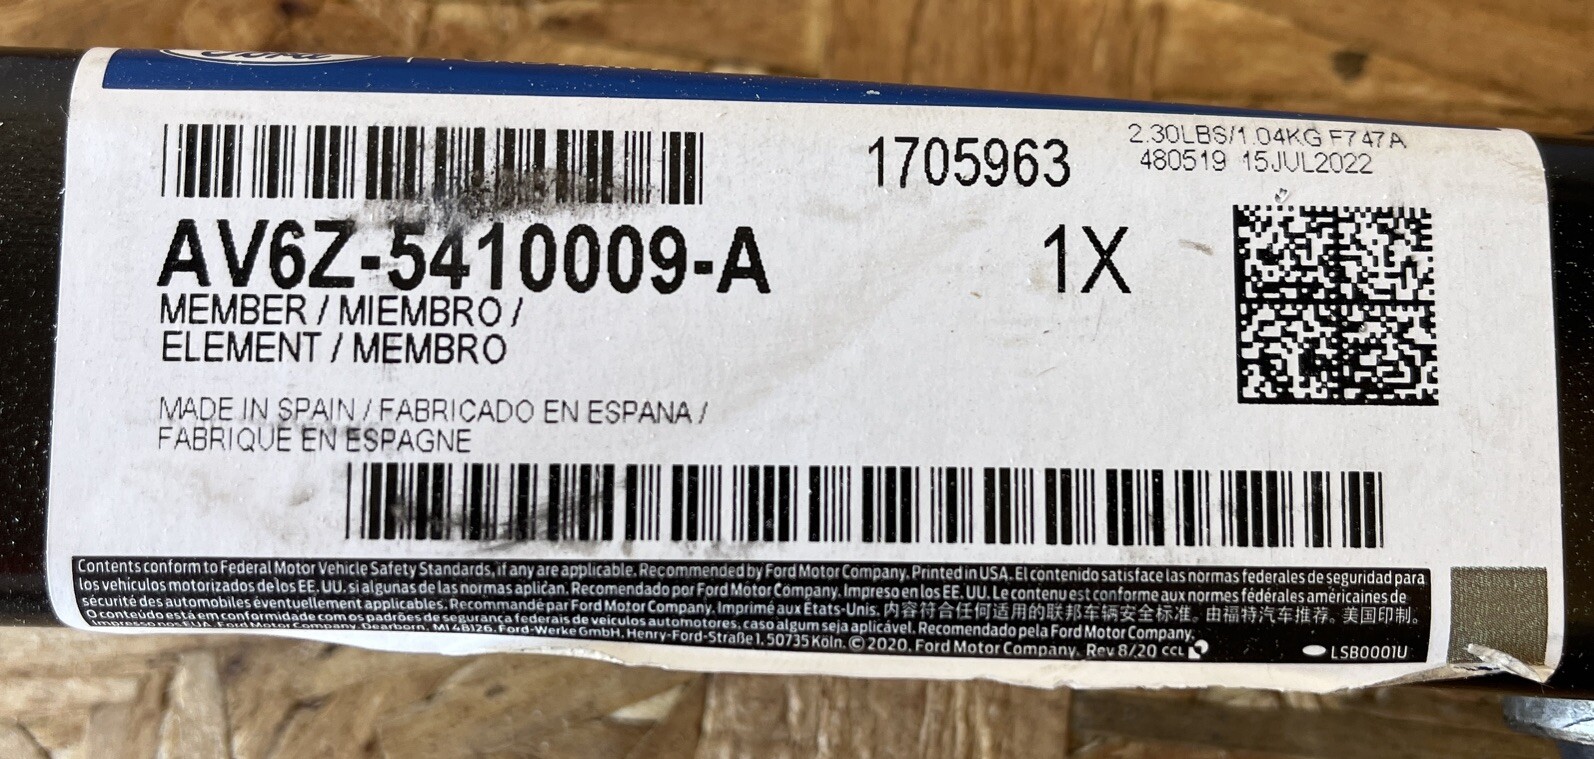 Ford
1705963
2.30LBS/1.04KG F747A
480519 15JUL2022
AV6Z-5410009-A
1X
MEMBER / MIEMBRO /
ELEMENT / MEMBRO
MADE IN SPAIN / FABRICADO EN ESPANA /
FABRIQUE EN ESPAGNE
Contents conform to Federal Motor Vehicle Safety Standards, if any are applicable. Recommended by Ford Motor Company. Printed in USA. El contenido satisface las normas federales de seguridad para
los vehículos motorizados de los EE. UU. si algunas de las normas aplican. Recomendado por Ford Motor Company. Impreso en los EE. UU. Le contenu est conforme aux normes fédérales américaines de
sécurité des automobiles éventuellement applicables. Recommandé par Ford Motor Company. Imprimé aux États-Unis. 内容符合任何适用的联邦车辆安全标准。由福特汽车推荐。美国印制。
O conteúdo está em conformidade com os padrões de segurança federais de veículos automotores, caso algum seja aplicável. Recomendado pela Ford Motor Company.
Impresso nos EUA. Ford Motor Company, Dearborn, MI 48126. Ford-Werke GmbH, Henry-Ford-Straße 1, 50735 Köln. © 2020, Ford Motor Company. Rev 8/20 CCL
LSB0001U